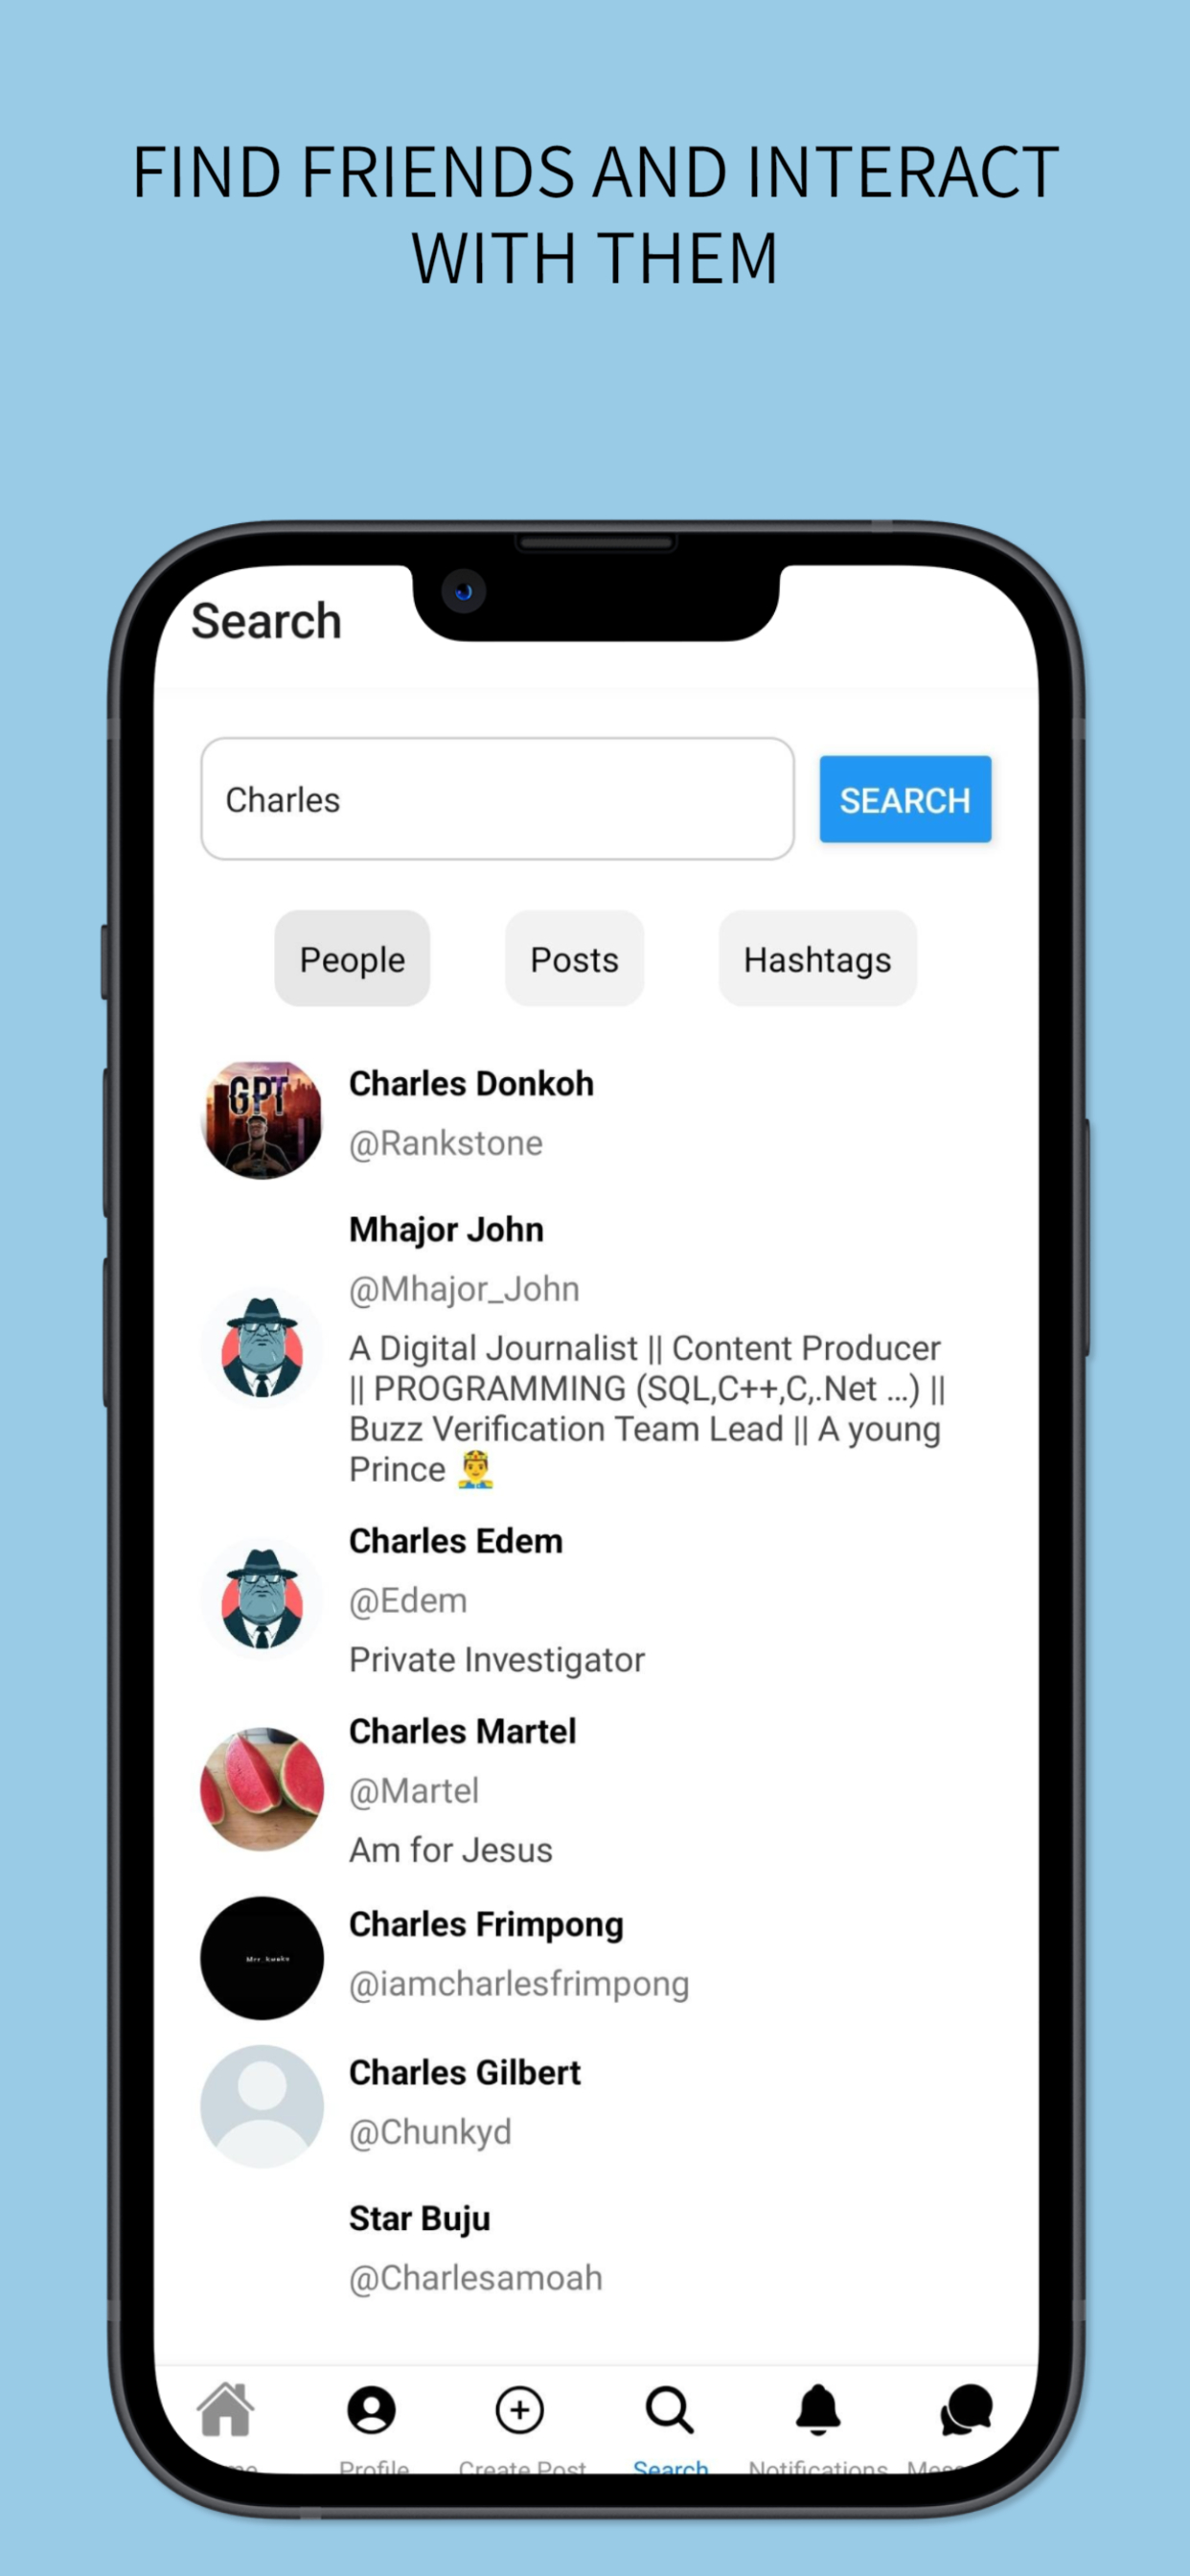 FIND FRIENDS AND INTERACT
WITH THEM
Search
Charles
SEARCH
People
Posts
Hashtags
GPT
Charles Donkoh
@Rankstone
Mhajor John
@Mhajor_John
A Digital Journalist || Content Producer
|| PROGRAMMING (SQL,C++,C,.Net ...) ||
Buzz Verification Team Lead || A young
Prince 🤴
Charles Edem
@Edem
Private Investigator
Charles Martel
@Martel
Am for Jesus
Charles Frimpong
@iamcharlesfrimpong
Charles Gilbert
@Chunkyd
Star Buju
@Charlesamoah
Profile
Create Post
Search
Notifications